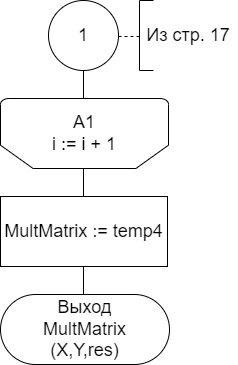 1
Из стр. 17
A1
i := i + 1
MultMatrix := temp4
Выход
MultMatrix
(X,Y,res)